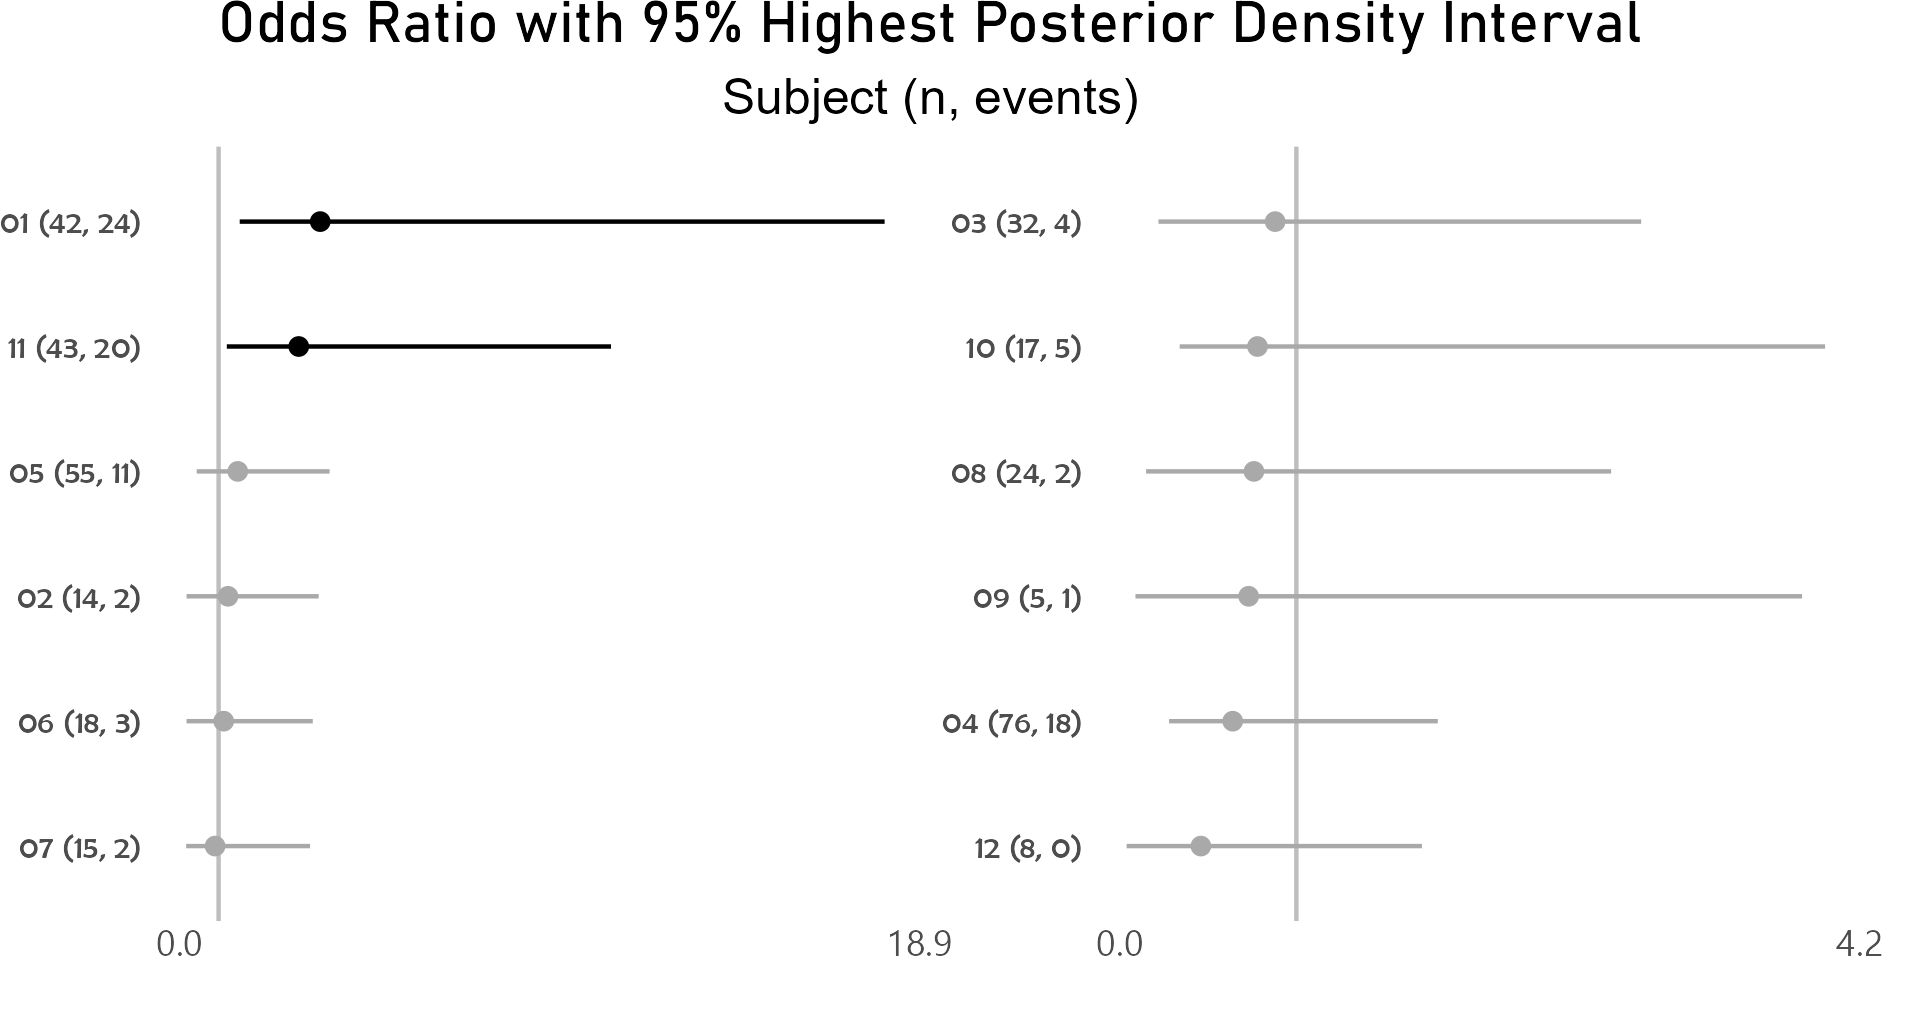 Odds Ratio with 95% Highest Posterior Density Interval
Subject (n, events)
01 (42, 24)
11 (43, 20)
05 (55, 11)
02 (14, 2)
06 (18, 3)
07 (15, 2)
0.0
18.9
03 (32, 4)
10 (17, 5)
08 (24, 2)
09 (5, 1)
04 (76, 18)
12 (8, 0)
0.0
4.2